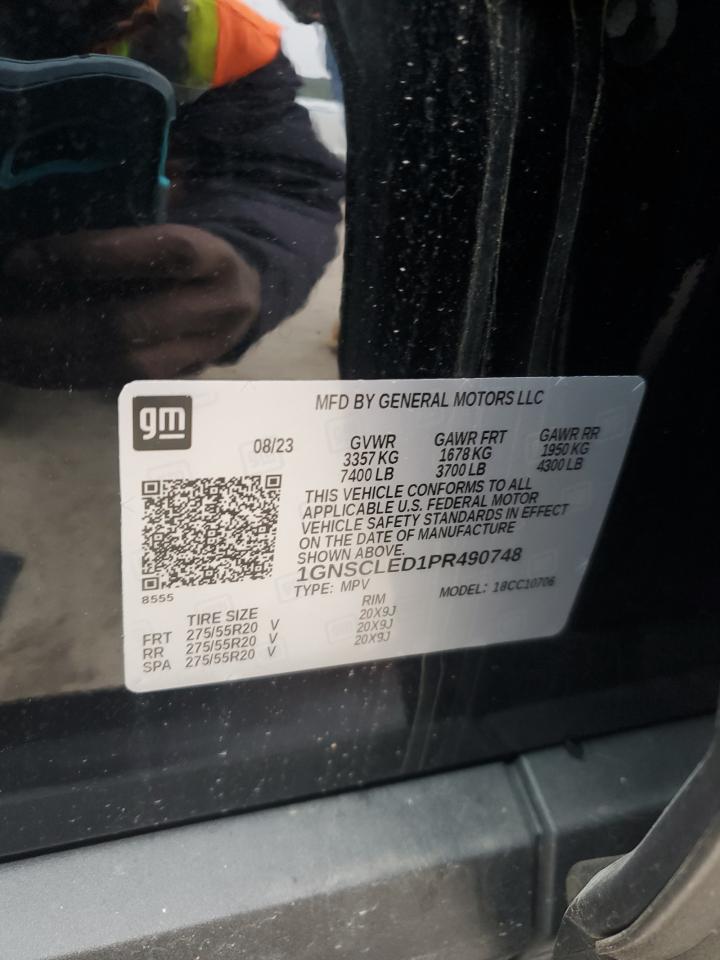 gm
MFD BY GENERAL MOTORS LLC
08/23 GVWR GAWR FRT GAWR RR
3357 KG 1678 KG 1950 KG
7400 LB 3700 LB 4300 LB
THIS VEHICLE CONFORMS TO ALL
APPLICABLE U.S. FEDERAL MOTOR
VEHICLE SAFETY STANDARDS IN EFFECT
ON THE DATE OF MANUFACTURE
SHOWN ABOVE.
1GNSCLED1PR490748
TYPE: MPV MODEL: 18CC10706
8555
TIRE SIZE RIM
FRT 275/55R20 V 20X9J
RR 275/55R20 V 20X9J
SPA 275/55R20 V 20X9J